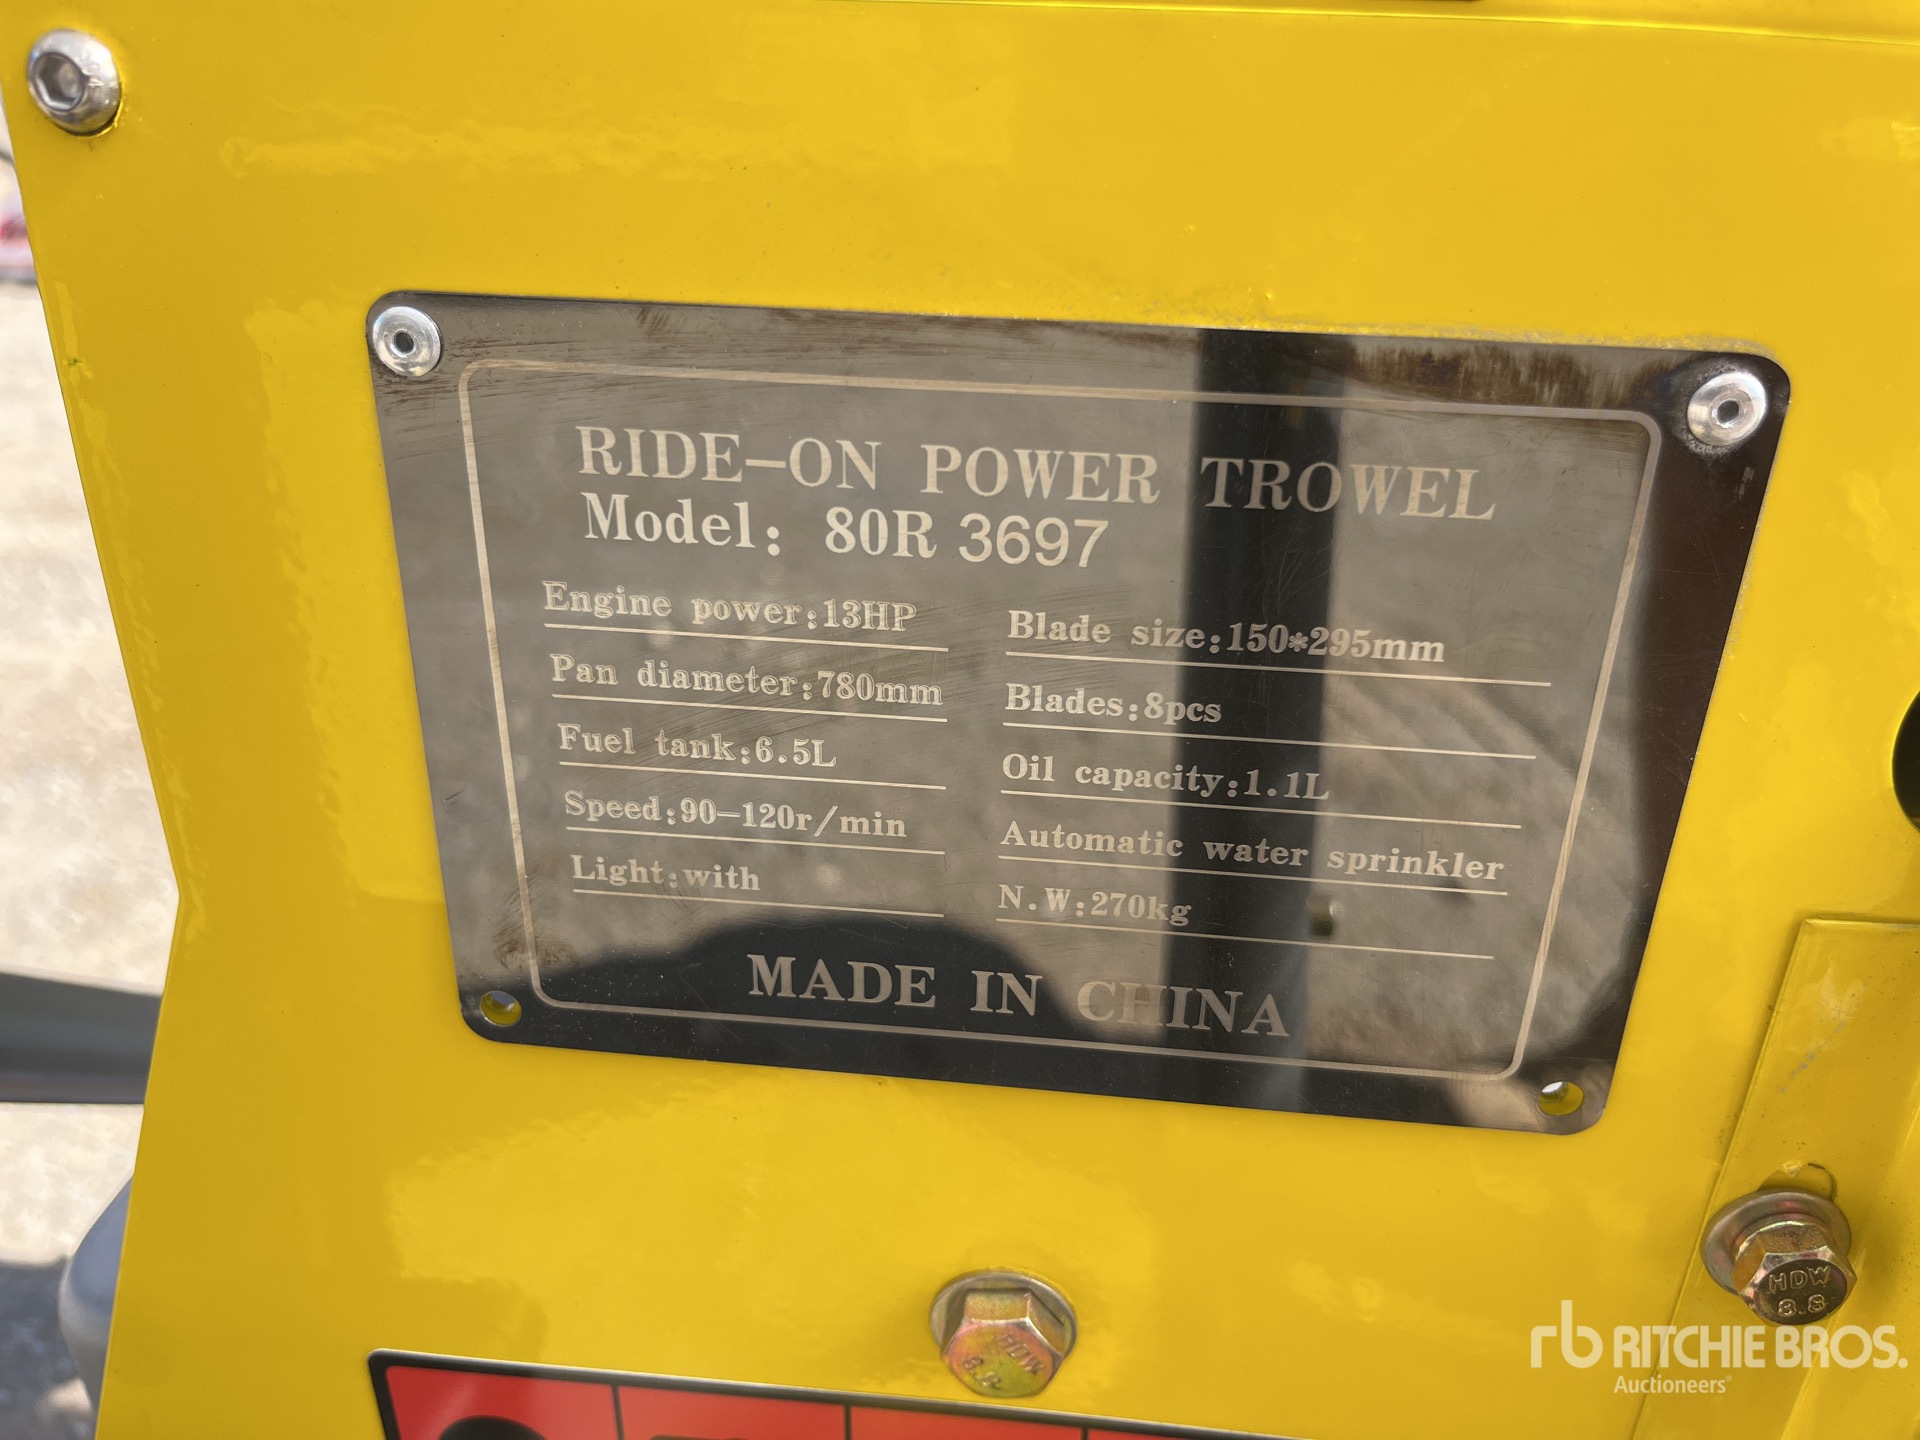 RIDE-ON POWER TROWEL
Model: 80R 3697
Engine power:13HP
Pan diameter:780mm
Fuel tank:6.5L
Speed:90-120r/min
Light:with
Blade size:150*295mm
Blades:8pcs
Oil capacity:1.1L
Automatic water sprinkler
N.W:270kg
MADE IN CHINA
HDW
8.8
HDW
8.8
rb RITCHIE BROS.
Auctioneers